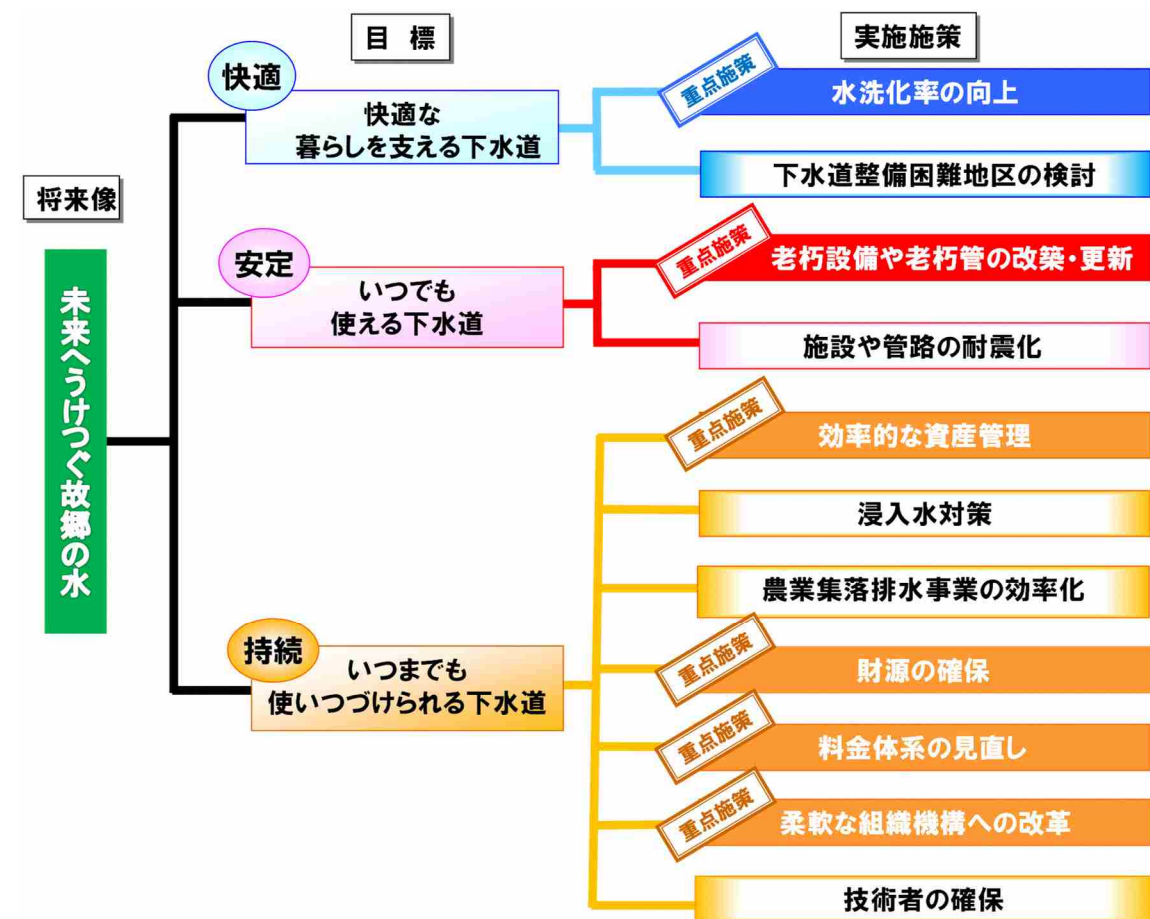 目 標
実施施策
将来像
未来へうけつぐ故郷の水
快適
快適な
暮らしを支える下水道
重点施策
水洗化率の向上
下水道整備困難地区の検討
安定
いつでも
使える下水道
重点施策
老朽設備や老朽管の改築・更新
施設や管路の耐震化
持続
いつまでも
使いつづけられる下水道
重点施策
効率的な資産管理
浸入水対策
農業集落排水事業の効率化
重点施策
財源の確保
重点施策
料金体系の見直し
重点施策
柔軟な組織機構への改革
技術者の確保